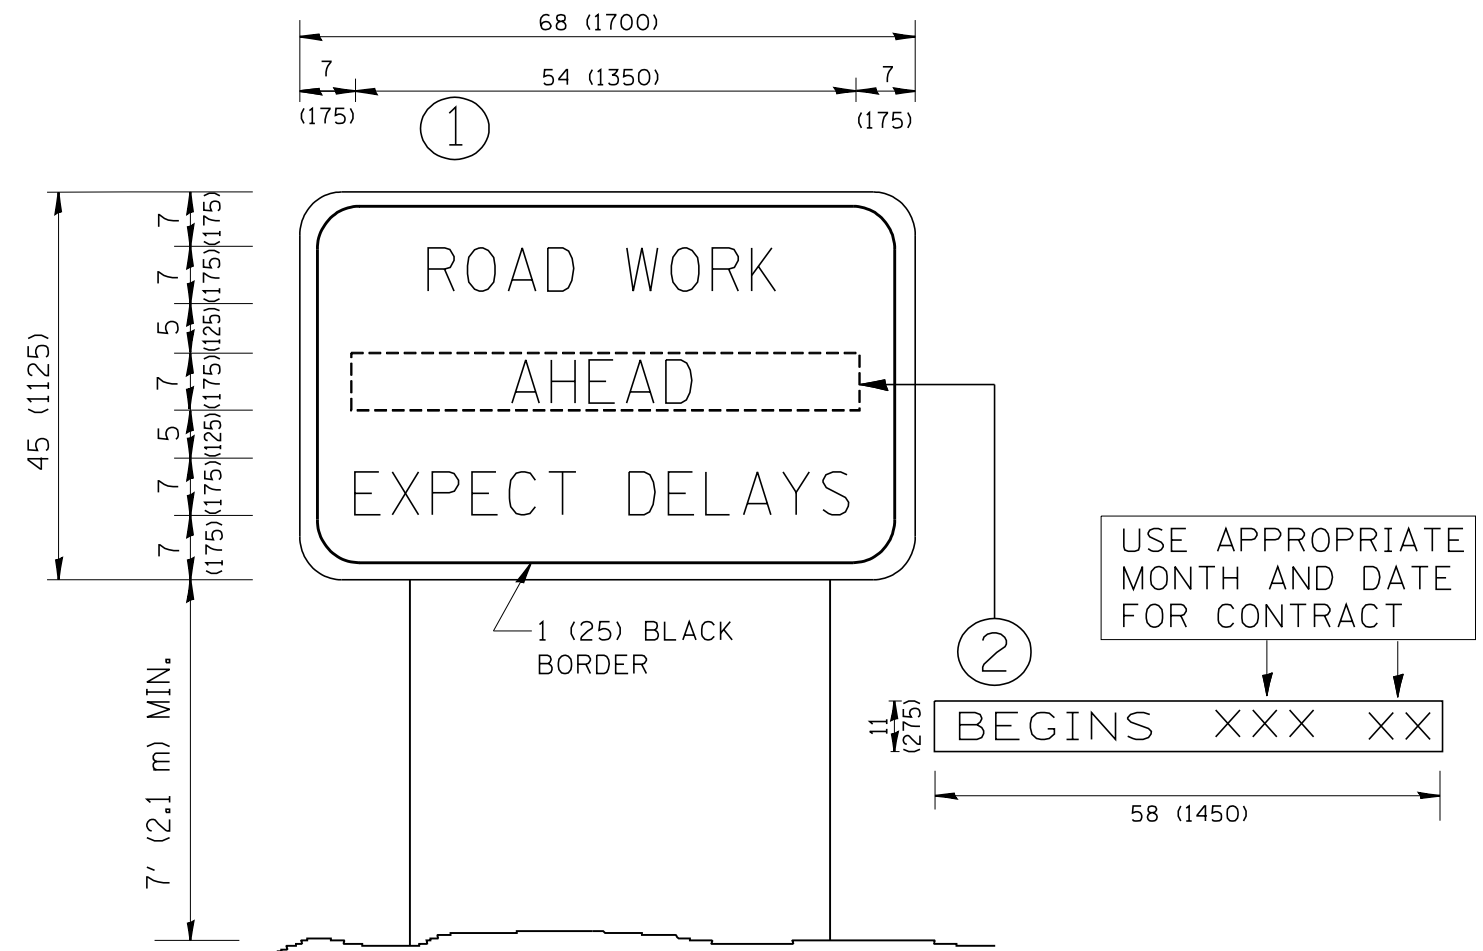 68 (1700)
7
54 (1350)
7
(175)
(175)
1
45 (1125)
7
(175)
7
(175)
5
(125)
7
(175)
5
(125)
7
(175)
7
(175)
ROAD WORK
AHEAD
EXPECT DELAYS
1 (25) BLACK
BORDER
7' (2.1 m) MIN.
2
USE APPROPRIATE
MONTH AND DATE
FOR CONTRACT
11
(275)
BEGINS XXX XX
58 (1450)